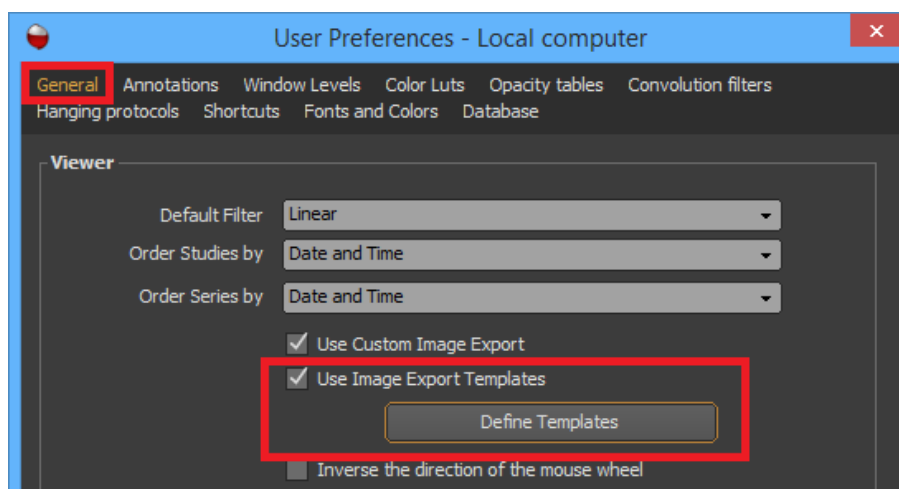 User Preferences - Local computer
General Annotations Window Levels Color Luts Opacity tables Convolution filters
Hanging protocols Shortcuts Fonts and Colors Database
Viewer
Default Filter Linear
Order Studies by Date and Time
Order Series by Date and Time
Use Custom Image Export
Use Image Export Templates
Define Templates
Inverse the direction of the mouse wheel